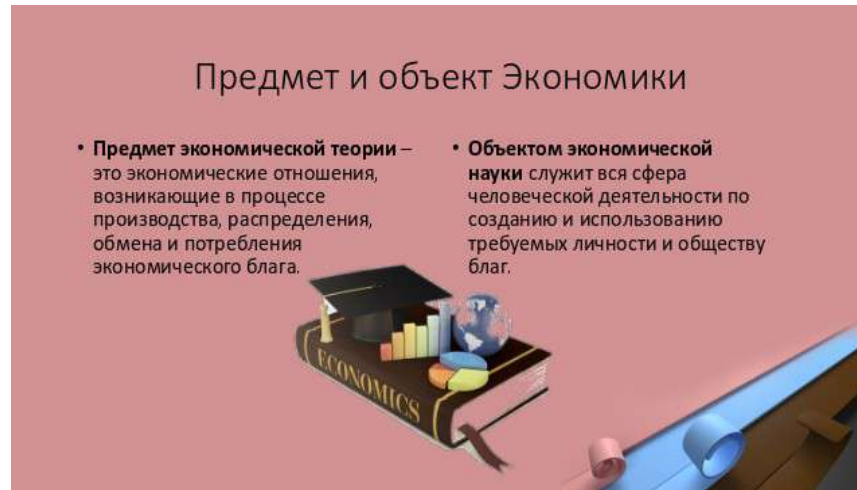 Предмет и объект Экономики
• Предмет экономической теории –
это экономические отношения,
возникающие в процессе
производства, распределения,
обмена и потребления
экономического блага.
• Объектом экономической
науки служит вся сфера
человеческой деятельности по
созданию и использованию
требуемых личности и обществу
благ.
ECONOMICS